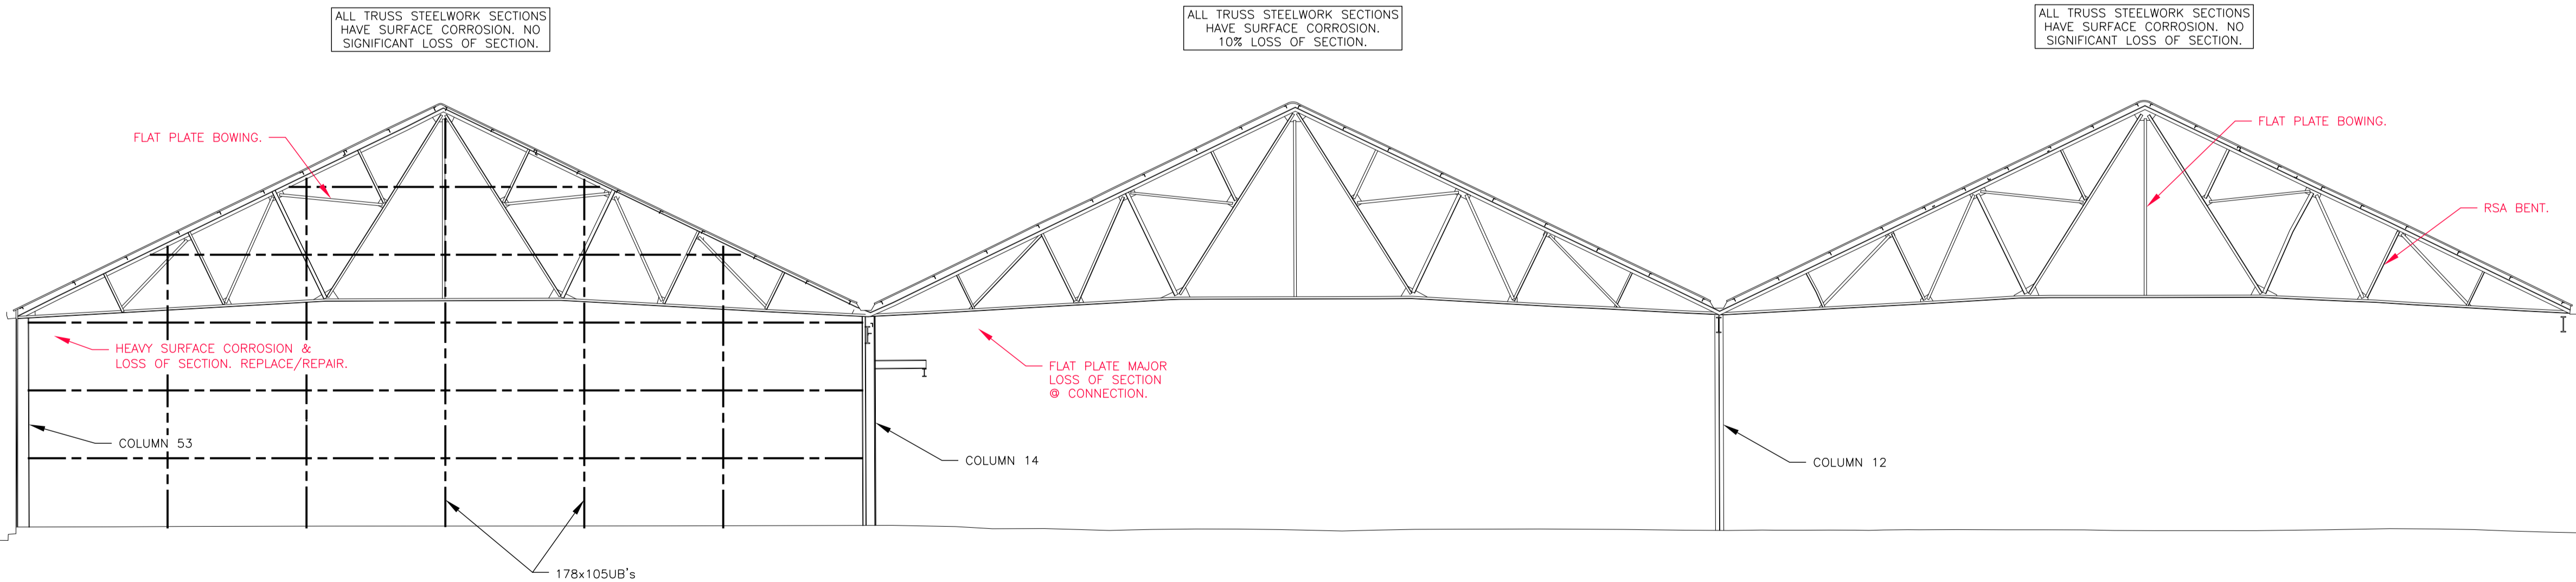 ALL TRUSS STEELWORK SECTIONS
HAVE SURFACE CORROSION. NO
SIGNIFICANT LOSS OF SECTION.
ALL TRUSS STEELWORK SECTIONS
HAVE SURFACE CORROSION.
10% LOSS OF SECTION.
ALL TRUSS STEELWORK SECTIONS
HAVE SURFACE CORROSION. NO
SIGNIFICANT LOSS OF SECTION.
FLAT PLATE BOWING.
FLAT PLATE BOWING.
RSA BENT.
HEAVY SURFACE CORROSION &
LOSS OF SECTION. REPLACE/REPAIR.
FLAT PLATE MAJOR
LOSS OF SECTION
@ CONNECTION.
COLUMN 53
COLUMN 14
COLUMN 12
178x105UB's